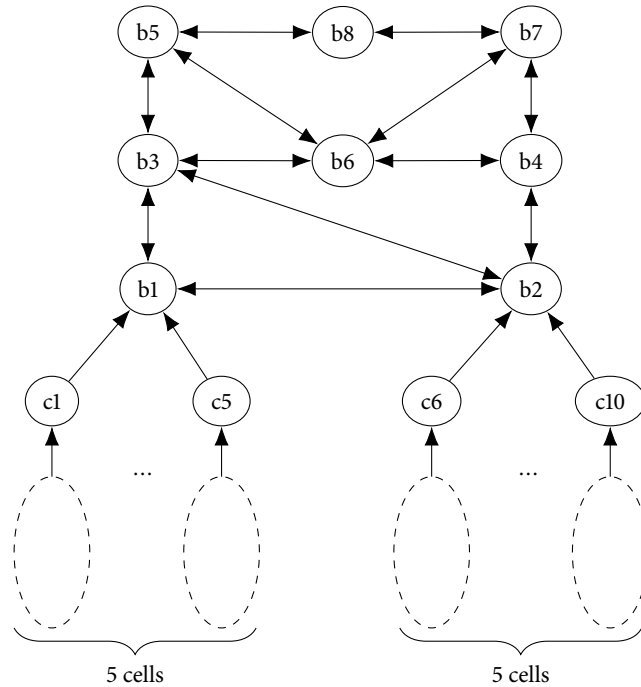 b5 b8 b7
b3 b6 b4
b1 b2
c1 c5 c6 c10
... ...
5 cells 5 cells